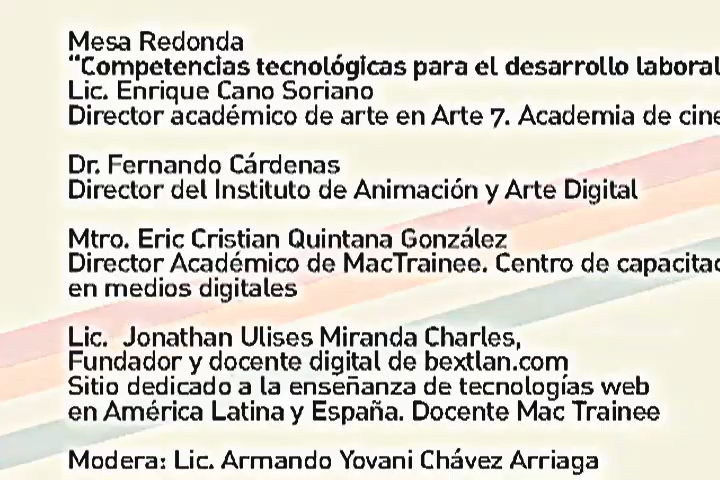 Mesa Redonda
“Competencias tecnológicas para el desarrollo laboral
Lic. Enrique Cano Soriano
Director académico de arte en Arte 7. Academia de cine
Dr. Fernando Cárdenas
Director del Instituto de Animación y Arte Digital
Mtro. Eric Cristian Quintana González
Director Académico de MacTrainee. Centro de capacitac
en medios digitales
Lic. Jonathan Ulises Miranda Charles,
Fundador y docente digital de bextlan.com
Sitio dedicado a la enseñanza de tecnologías web
en América Latina y España. Docente Mac Trainee
Modera: Lic. Armando Yovani Chávez Arriaga